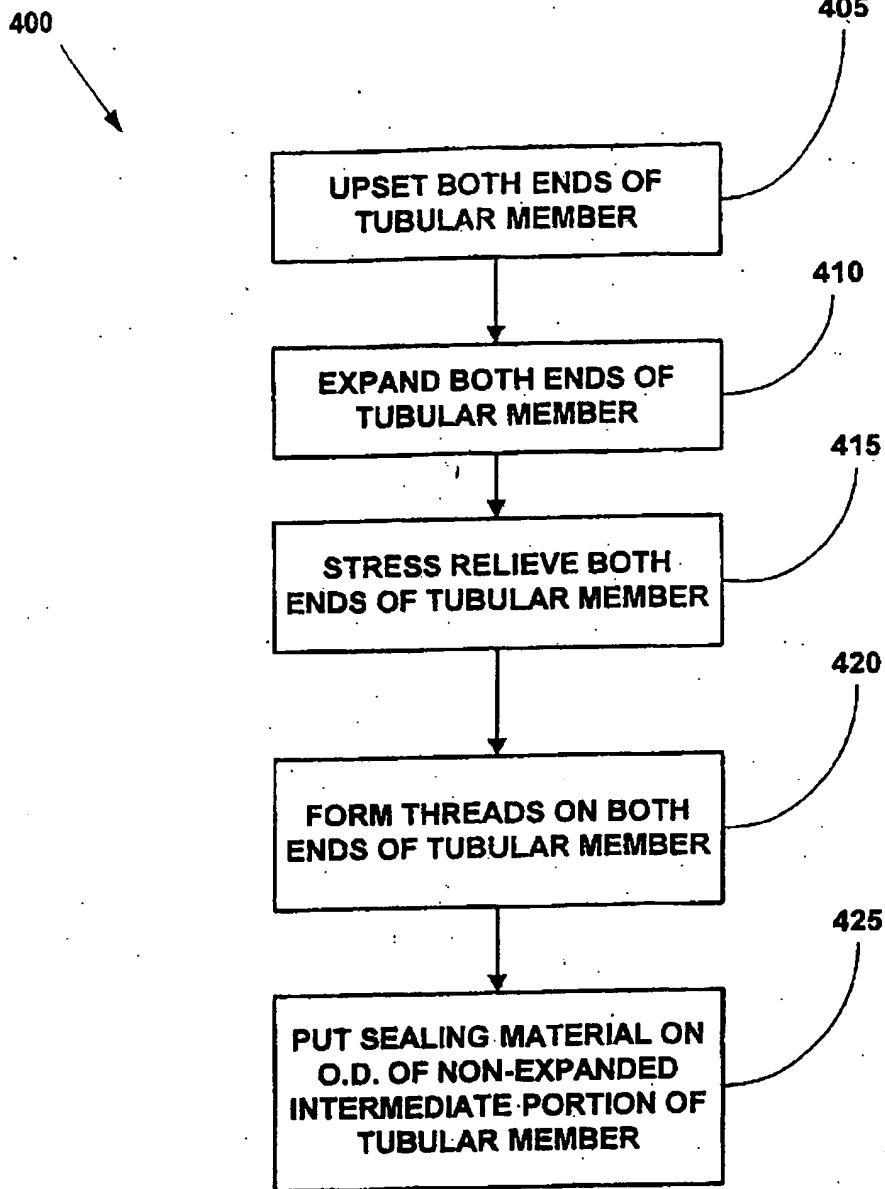 400
405
UPSET BOTH ENDS OF
TUBULAR MEMBER
410
EXPAND BOTH ENDS OF
TUBULAR MEMBER
415
STRESS RELIEVE BOTH
ENDS OF TUBULAR MEMBER
420
FORM THREADS ON BOTH
ENDS OF TUBULAR MEMBER
425
PUT SEALING MATERIAL ON
O.D. OF NON-EXPANDED
INTERMEDIATE PORTION OF
TUBULAR MEMBER